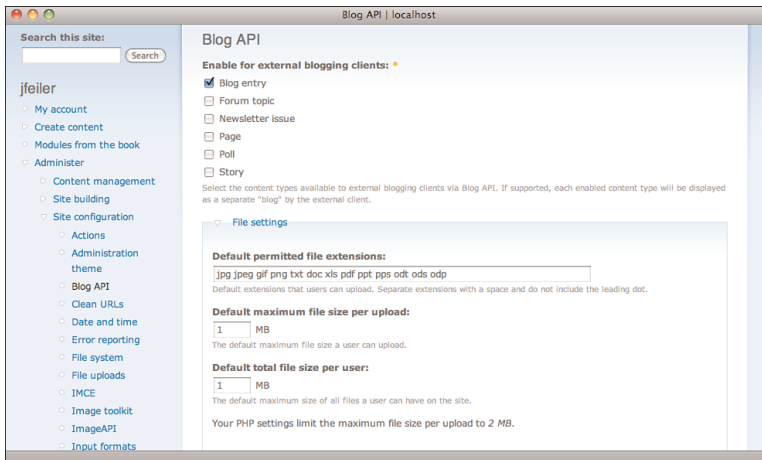 Blog API | localhost
Search this site:
Search
jfeiler
My account
Create content
Modules from the book
Administer
Content management
Site building
Site configuration
Actions
Administration
theme
Blog API
Clean URLs
Date and time
Error reporting
File system
File uploads
IMCE
Image toolkit
ImageAPI
Input formats
Blog API
Enable for external blogging clients: *
Blog entry
Forum topic
Newsletter issue
Page
Poll
Story
Select the content types available to external blogging clients via Blog API. If supported, each enabled content type will be displayed
as a separate "blog" by the external client.
File settings
Default permitted file extensions:
jpg jpeg gif png txt doc xls pdf ppt pps odt ods odp
Default extensions that users can upload. Separate extensions with a space and do not include the leading dot.
Default maximum file size per upload:
1 MB
The default maximum file size a user can upload.
Default total file size per user:
1 MB
The default maximum size of all files a user can have on the site.
Your PHP settings limit the maximum file size per upload to 2 MB.